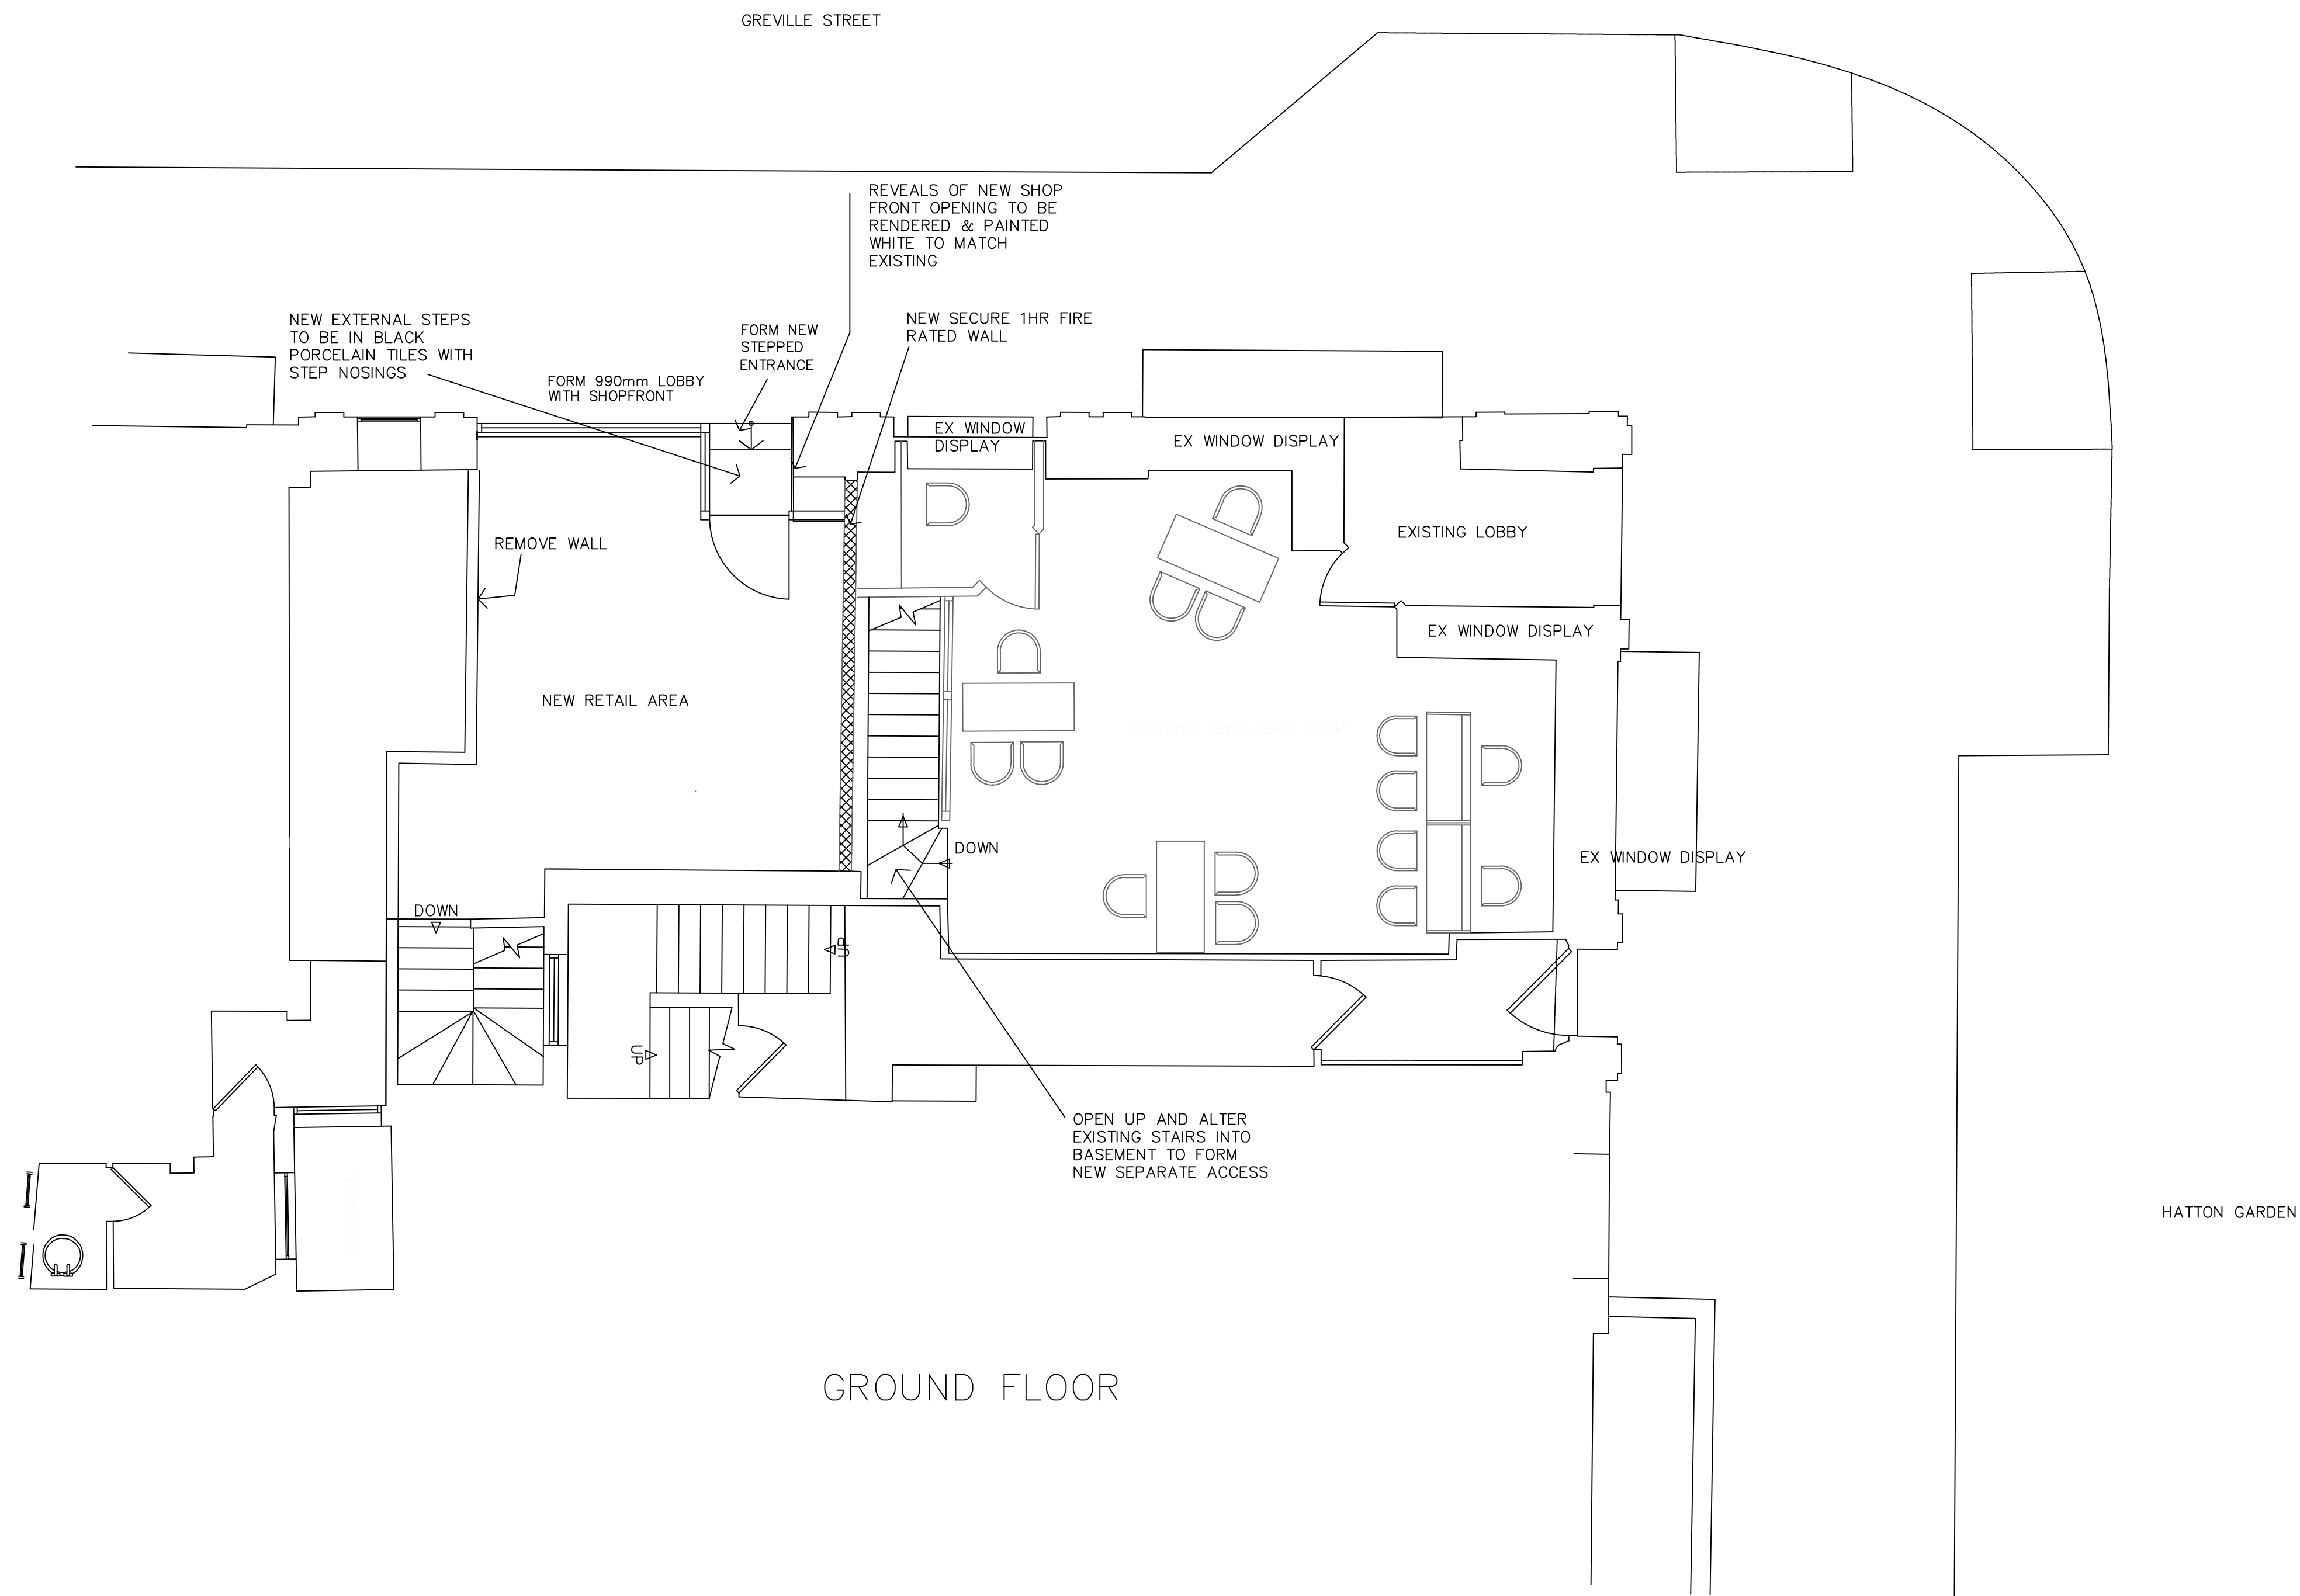 GREVILLE STREET
REVEALS OF NEW SHOP
FRONT OPENING TO BE
RENDERED & PAINTED
WHITE TO MATCH
EXISTING
NEW EXTERNAL STEPS
TO BE IN BLACK
PORCELAIN TILES WITH
STEP NOSINGS
FORM 990mm LOBBY
WITH SHOPFRONT
FORM NEW
STEPPED
ENTRANCE
NEW SECURE 1HR FIRE
RATED WALL
EX WINDOW
DISPLAY
EX WINDOW DISPLAY
EXISTING LOBBY
REMOVE WALL
EX WINDOW DISPLAY
NEW RETAIL AREA
EXISTING JEWELLERS SHOP
DOWN
EX WINDOW DISPLAY
DOWN
UP
UP
OPEN UP AND ALTER
EXISTING STAIRS INTO
BASEMENT TO FORM
NEW SEPARATE ACCESS
LIGHTWELL
HATTON GARDEN
GROUND FLOOR